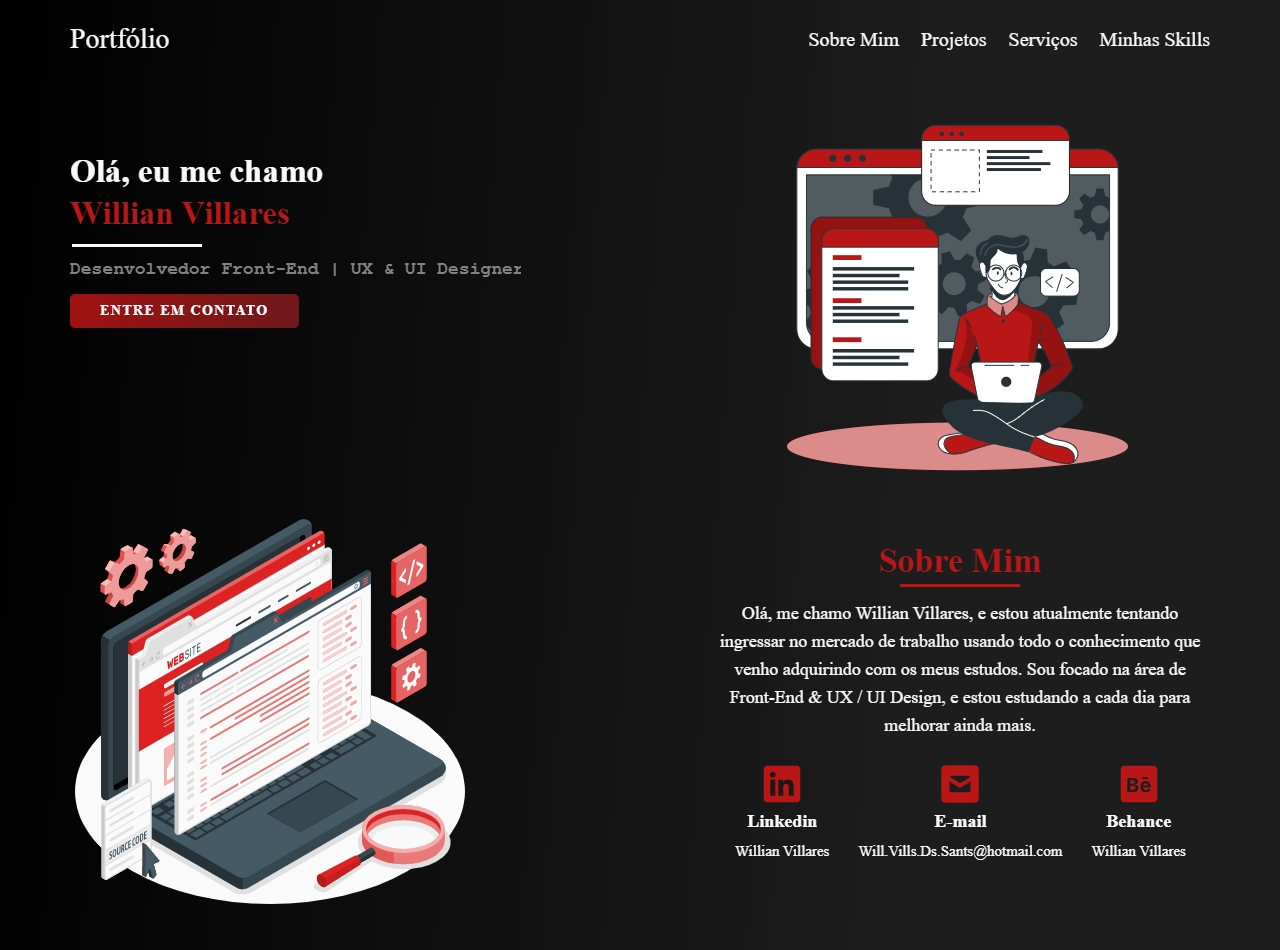 Portfólio
Sobre Mim Projetos Serviços Minhas Skills
Olá, eu me chamo
Willian Villares
Desenvolvedor Front-End | UX & UI Designer
ENTRE EM CONTATO
</>
</>
{ }
WEBSITE
SOURCE CODE
Sobre Mim
Olá, me chamo Willian Villares, e estou atualmente tentando
ingressar no mercado de trabalho usando todo o conhecimento que
venho adquirindo com os meus estudos. Sou focado na área de
Front-End & UX / UI Design, e estou estudando a cada dia para
melhorar ainda mais.
in
Bē
Linkedin E-mail Behance
Willian Villares Will.Vills.Ds.Sants@hotmail.com Willian Villares